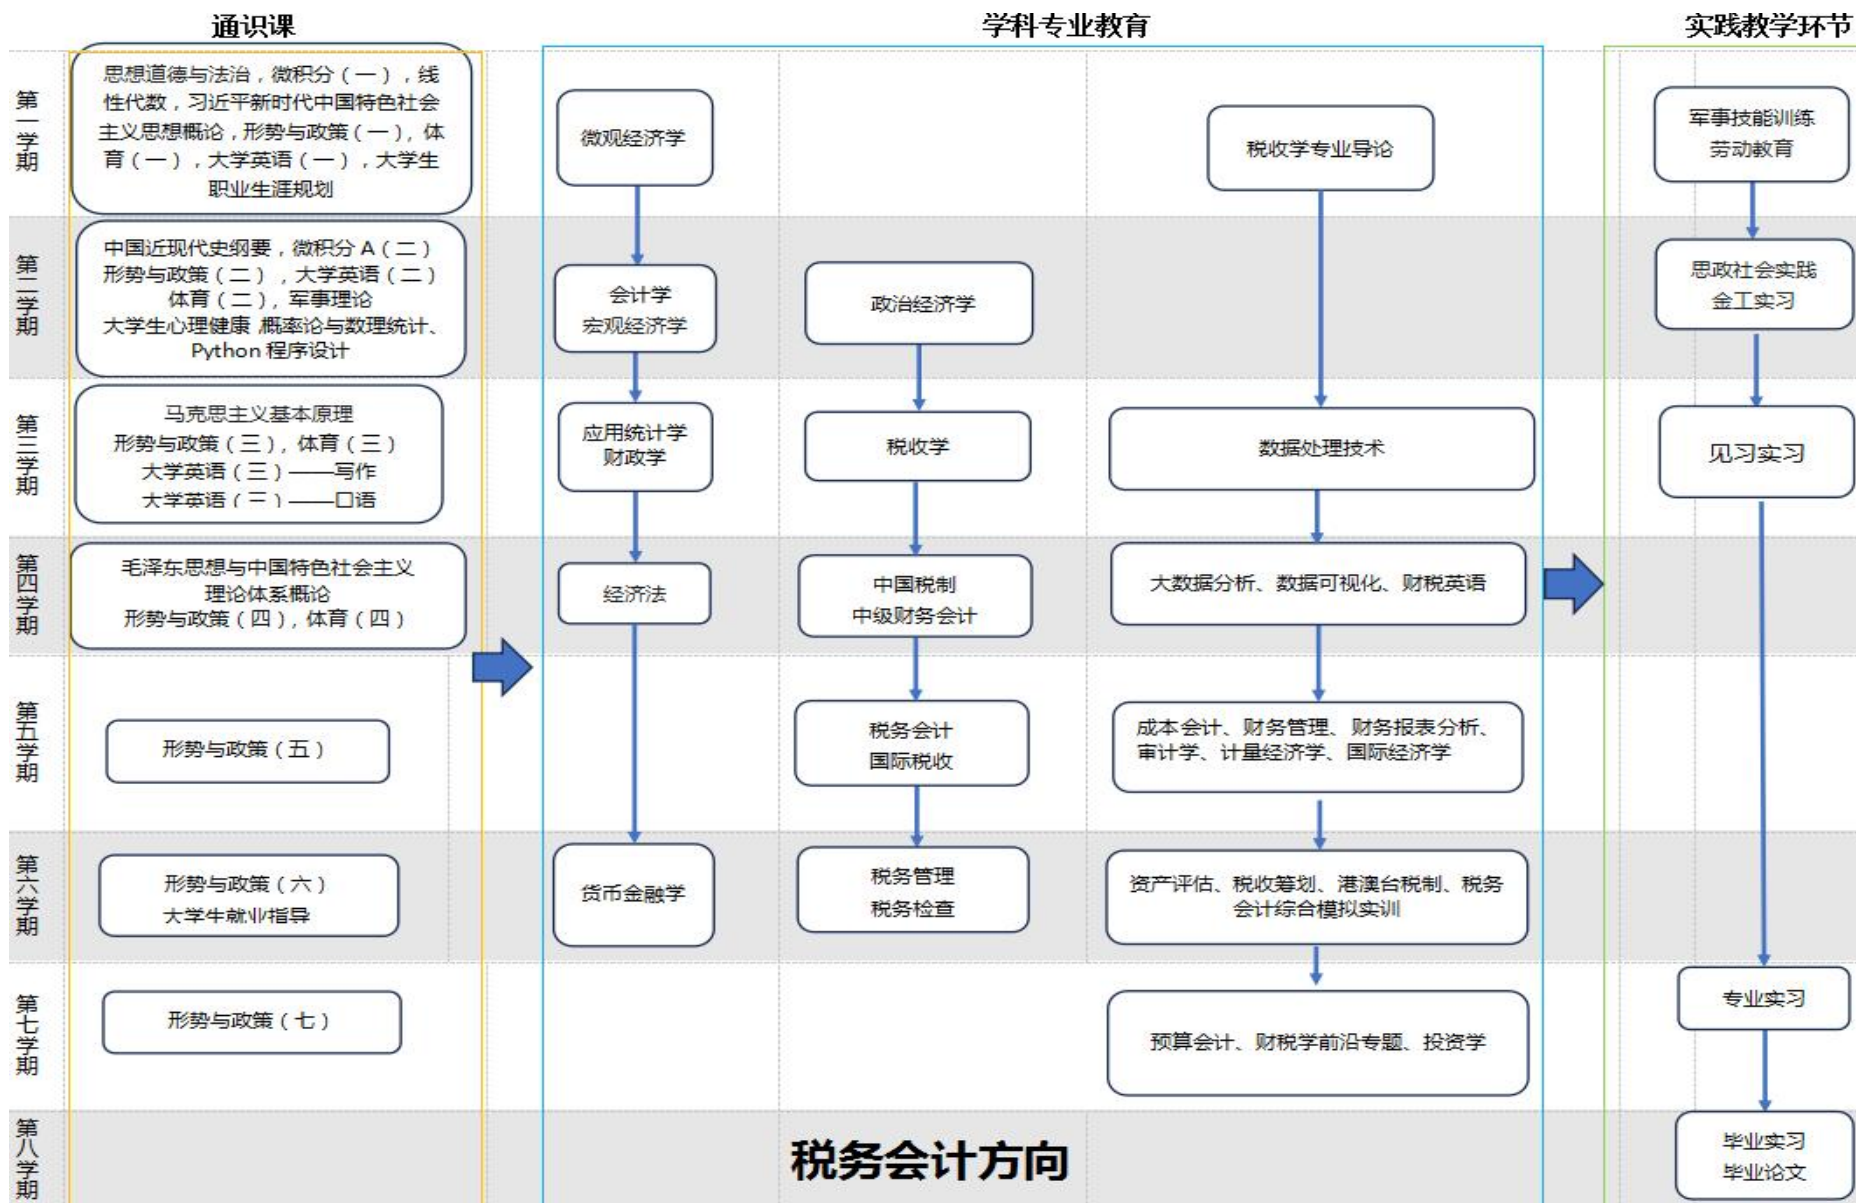 通识课
学科专业教育
实践教学环节
第一学期
思想道德与法治，微积分（一），线
性代数，习近平新时代中国特色社会
主义思想概论，形势与政策（一），体
育（一），大学英语（一），大学生
职业生涯规划
微观经济学
税收学专业导论
军事技能训练
劳动教育
第二学期
中国近现代史纲要，微积分 A（二）
形势与政策（二），大学英语（二）
体育（二），军事理论
大学生心理健康，概率论与数理统计、
Python 程序设计
会计学
宏观经济学
政治经济学
思政社会实践
金工实习
第三学期
马克思主义基本原理
形势与政策（三），体育（三）
大学英语（三）——写作
大学英语（三）——口语
应用统计学
财政学
税收学
数据处理技术
见习实习
第四学期
毛泽东思想与中国特色社会主义
理论体系概论
形势与政策（四），体育（四）
经济法
中国税制
中级财务会计
大数据分析、数据可视化、财税英语
第五学期
形势与政策（五）
税务会计
国际税收
成本会计、财务管理、财务报表分析、
审计学、计量经济学、国际经济学
第六学期
形势与政策（六）
大学生就业指导
货币金融学
税务管理
税务检查
资产评估、税收筹划、港澳台税制、税务
会计综合模拟实训
第七学期
形势与政策（七）
预算会计、财税学前沿专题、投资学
专业实习
第八学期
税务会计方向
毕业实习
毕业论文